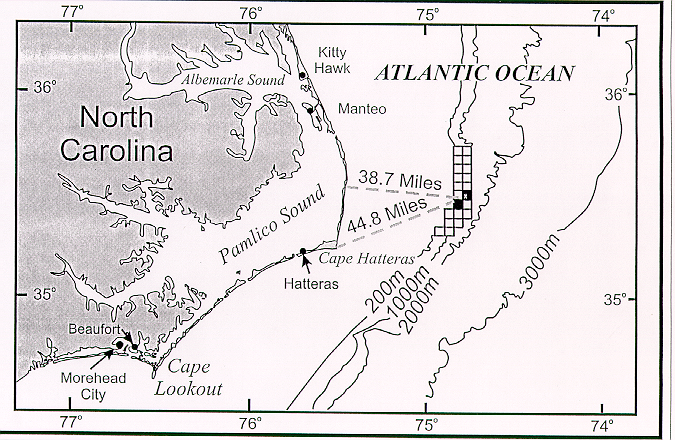 77°
76°
75°
74°
Kitty
Hawk
Albemarle Sound
ATLANTIC OCEAN
36°
36°
Manteo
North
Carolina
38.7 Miles
44.8 Miles
Pamlico Sound
Cape Hatteras
Hatteras
200m
1000m
2000m
3000m
35°
35°
Beaufort
Cape
Lookout
Morehead
City
77°
76°
75°
74°